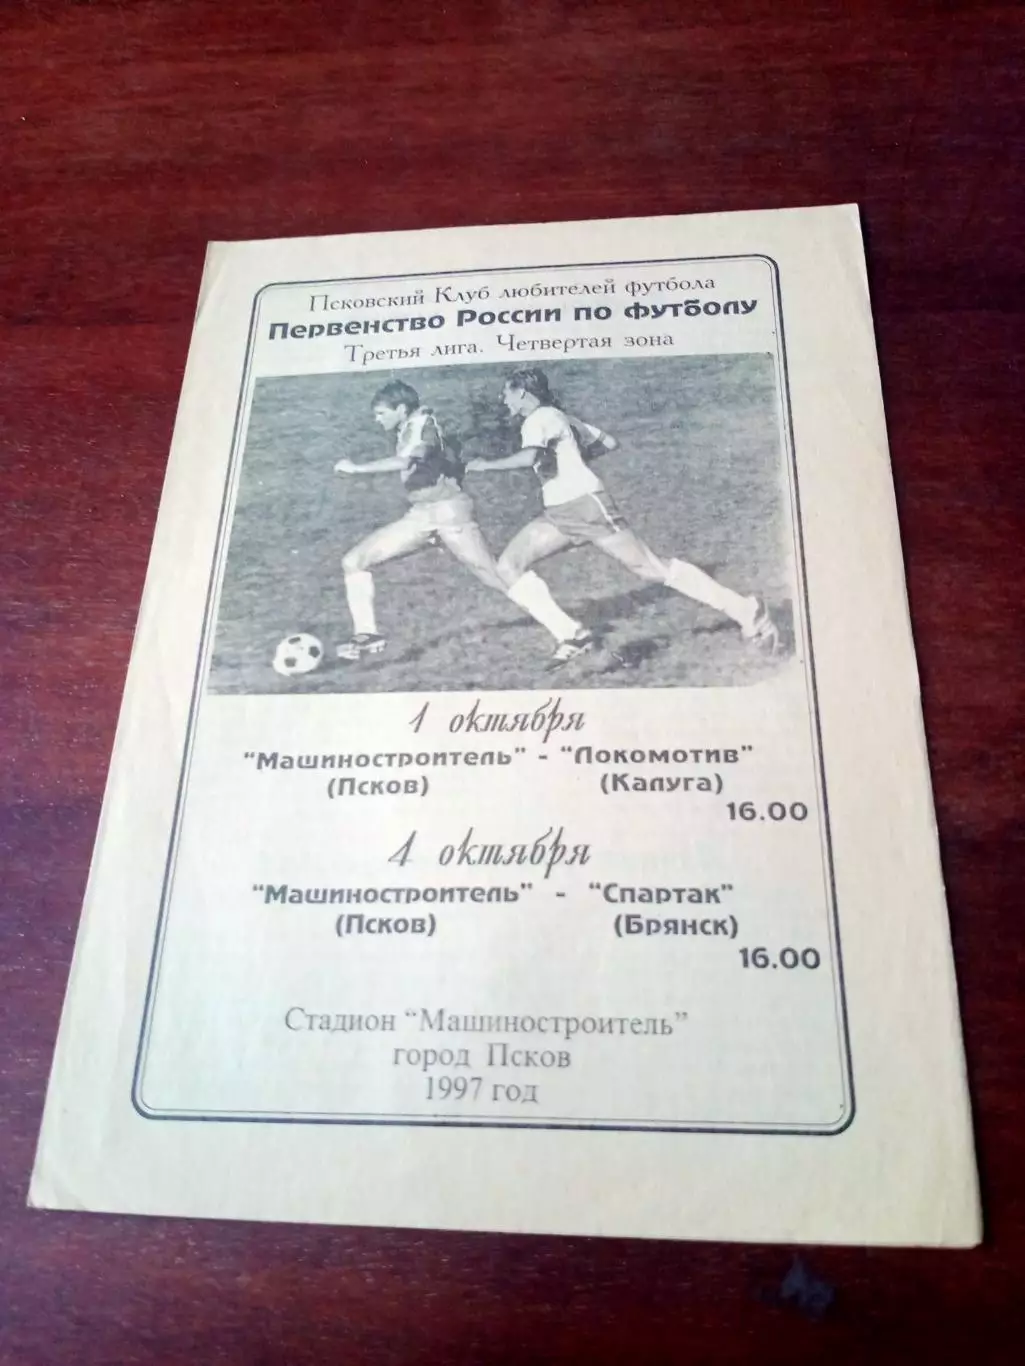 Псковский Клуб любителей футбола
Первенство России по футболу
Третья лига. Четвертая зона
1 октября
"Машиностроитель" - "Локомотив"
(Псков) (Калуга)
16.00
4 октября
"Машиностроитель" - "Спартак"
(Псков) (Брянск)
16.00
Стадион "Машиностроитель"
город Псков
1997 год